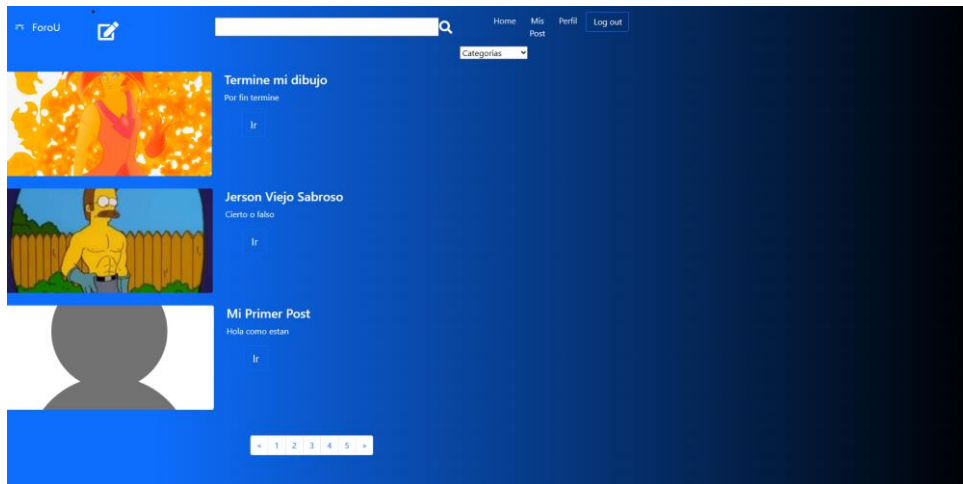 ForoU
Home Mis Post Perfil Log out
Categorias
Termine mi dibujo
Por fin termine
Ir
Jerson Viejo Sabroso
Cierto o falso
Ir
Mi Primer Post
Hola como estan
Ir
« 1 2 3 4 5 »